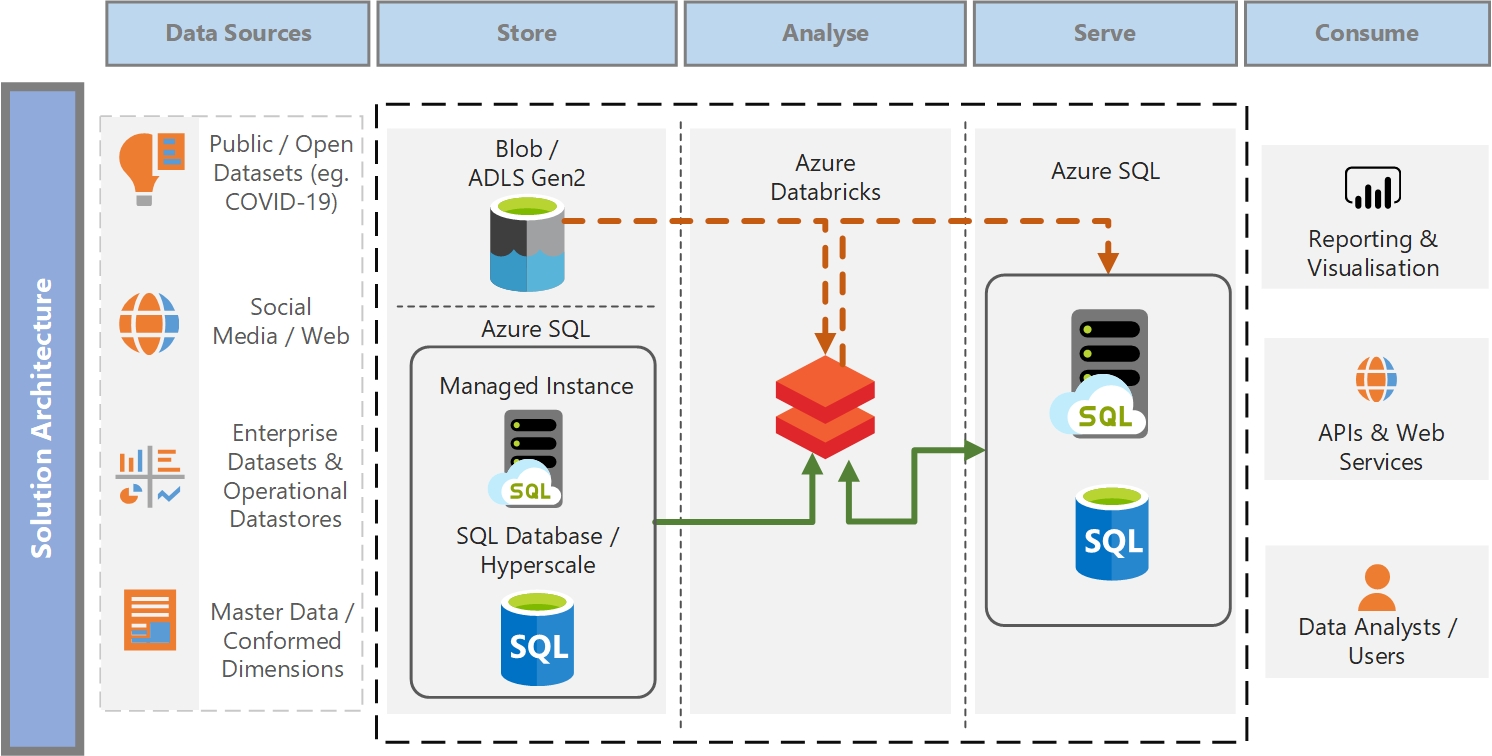 Data Sources
Store
Analyse
Serve
Consume
Solution Architecture
Public / Open
Datasets (eg.
COVID-19)
Social
Media / Web
Enterprise
Datasets &
Operational
Datastores
Master Data /
Conformed
Dimensions
Blob /
ADLS Gen2
Azure SQL
Managed Instance
SQL
SQL Database /
Hyperscale
SQL
Azure
Databricks
Azure SQL
SQL
SQL
Reporting &
Visualisation
APIs & Web
Services
Data Analysts /
Users